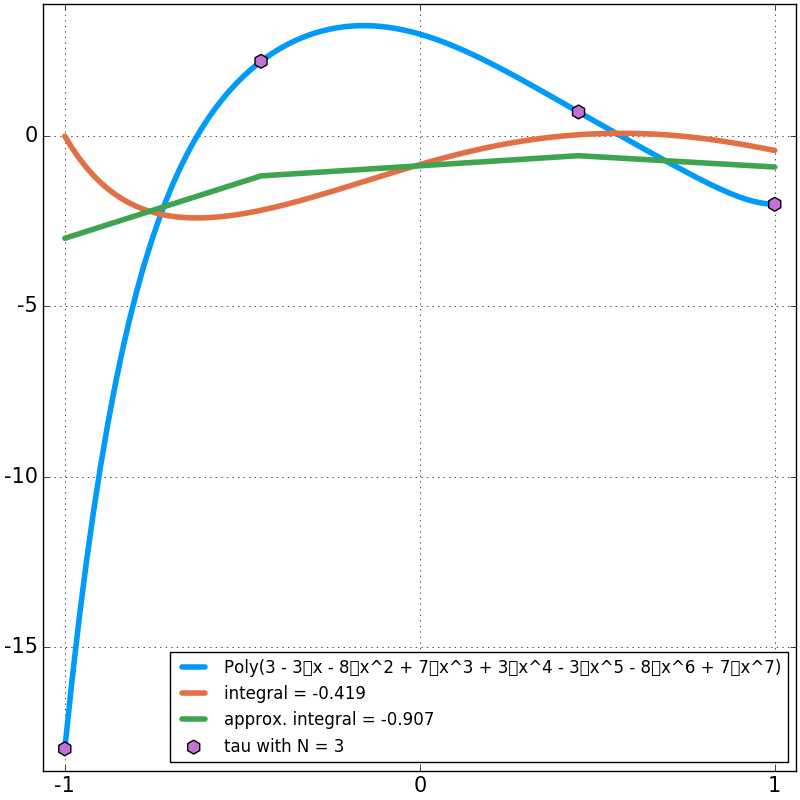 0
-5
-10
-15
Poly(3 - 3▯x - 8▯x^2 + 7▯x^3 + 3▯x^4 - 3▯x^5 - 8▯x^6 + 7▯x^7)
integral = -0.419
approx. integral = -0.907
tau with N = 3
-1 0 1